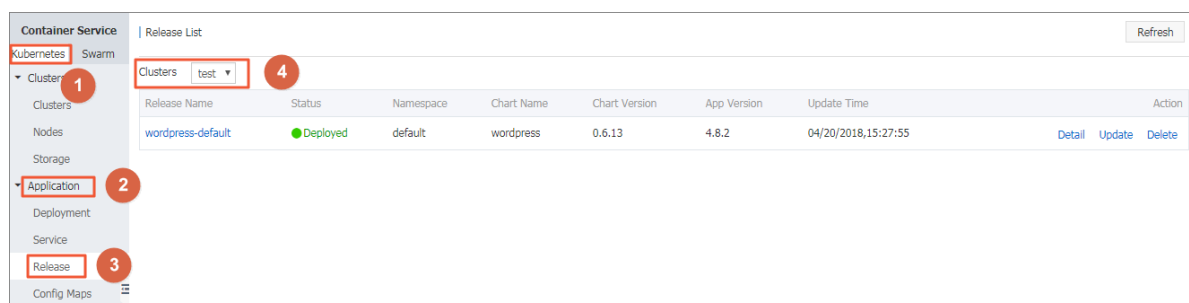 Container Service
Release List
Refresh
Kubernetes Swarm
1
Clusters
Clusters test
4
Clusters
Release Name Status Namespace Chart Name Chart Version App Version Update Time Action
Nodes
wordpress-default Deployed default wordpress 0.6.13 4.8.2 04/20/2018,15:27:55 Detail Update Delete
Storage
Application
2
Deployment
Service
Release
3
Config Maps